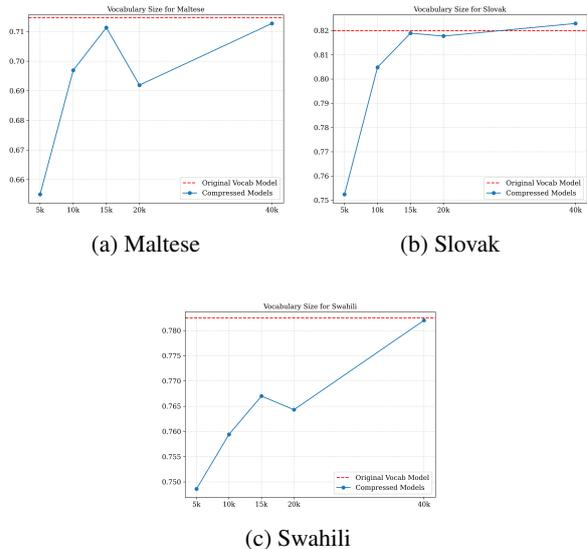 Vocabulary Size for Maltese
0.71
0.70
0.69
0.68
0.67
0.66
5k 10k 15k 20k 40k
Original Vocab Model
Compressed Models
(a) Maltese
Vocabulary Size for Slovak
0.82
0.81
0.80
0.79
0.78
0.77
0.76
0.75
5k 10k 15k 20k 40k
Original Vocab Model
Compressed Models
(b) Slovak
Vocabulary Size for Swahili
0.780
0.775
0.770
0.765
0.760
0.755
0.750
5k 10k 15k 20k 40k
Original Vocab Model
Compressed Models
(c) Swahili